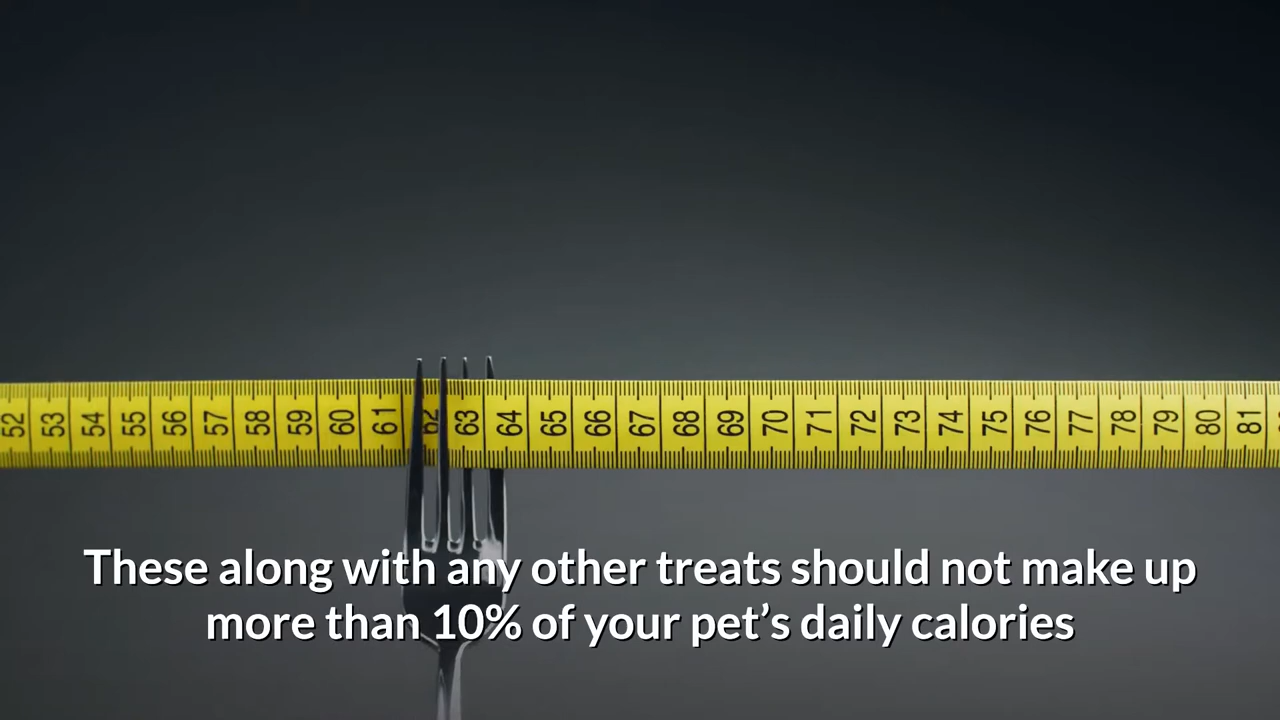 52 53 54 55 56 57 58 59 60 61 62 63 64 65 66 67 68 69 70 71 72 73 74 75 76 77 78 79 80 81
These along with any other treats should not make up
more than 10% of your pet’s daily calories